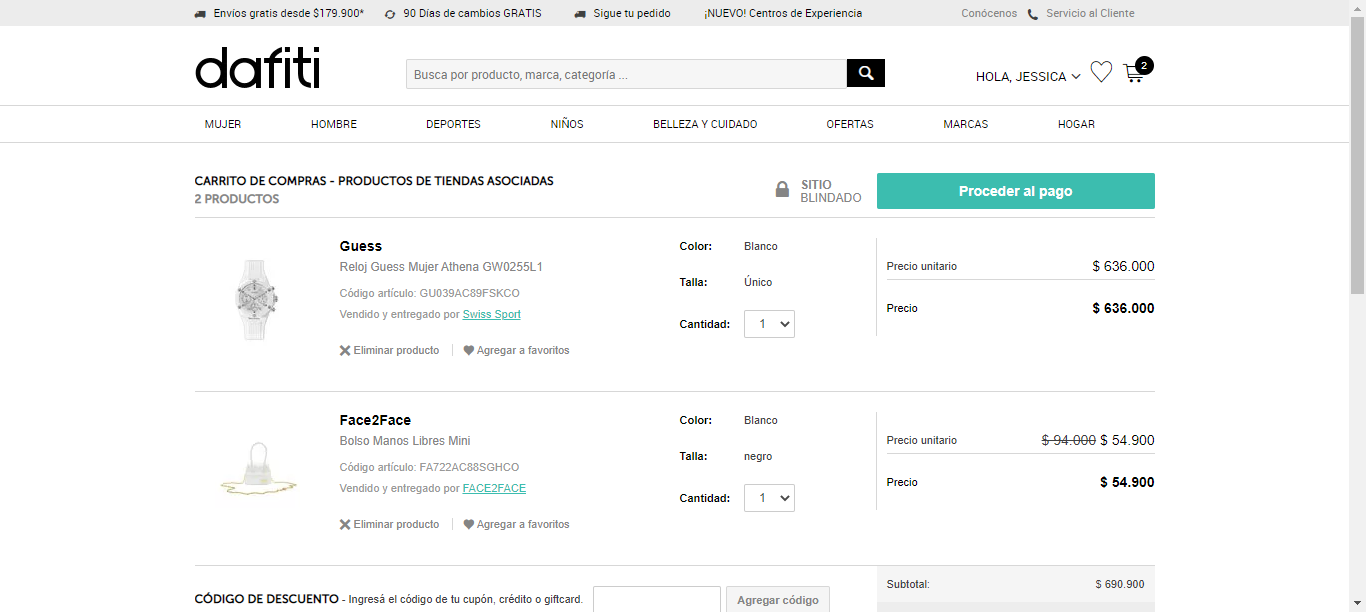 Envíos gratis desde $179.900* 90 Días de cambios GRATIS Sigue tu pedido ¡NUEVO! Centros de Experiencia Conócenos Servicio al Cliente
dafiti
Busca por producto, marca, categoría ...
HOLA, JESSICA
2
MUJER HOMBRE DEPORTES NIÑOS BELLEZA Y CUIDADO OFERTAS MARCAS HOGAR
CARRITO DE COMPRAS - PRODUCTOS DE TIENDAS ASOCIADAS
2 PRODUCTOS
SITIO
BLINDADO
Proceder al pago
Guess
Reloj Guess Mujer Athena GW0255L1
Código artículo: GU039AC89FSKCO
Vendido y entregado por Swiss Sport
Eliminar producto Agregar a favoritos
Color: Blanco
Talla: Único
Cantidad: 1
Precio unitario $ 636.000
Precio $ 636.000
Face2Face
Bolso Manos Libres Mini
Código artículo: FA722AC88SGHCO
Vendido y entregado por FACE2FACE
Eliminar producto Agregar a favoritos
Color: Blanco
Talla: negro
Cantidad: 1
Precio unitario $ 94.000 $ 54.900
Precio $ 54.900
CÓDIGO DE DESCUENTO - Ingresá el código de tu cupón, crédito o giftcard.
Agregar código
Subtotal: $ 690.900